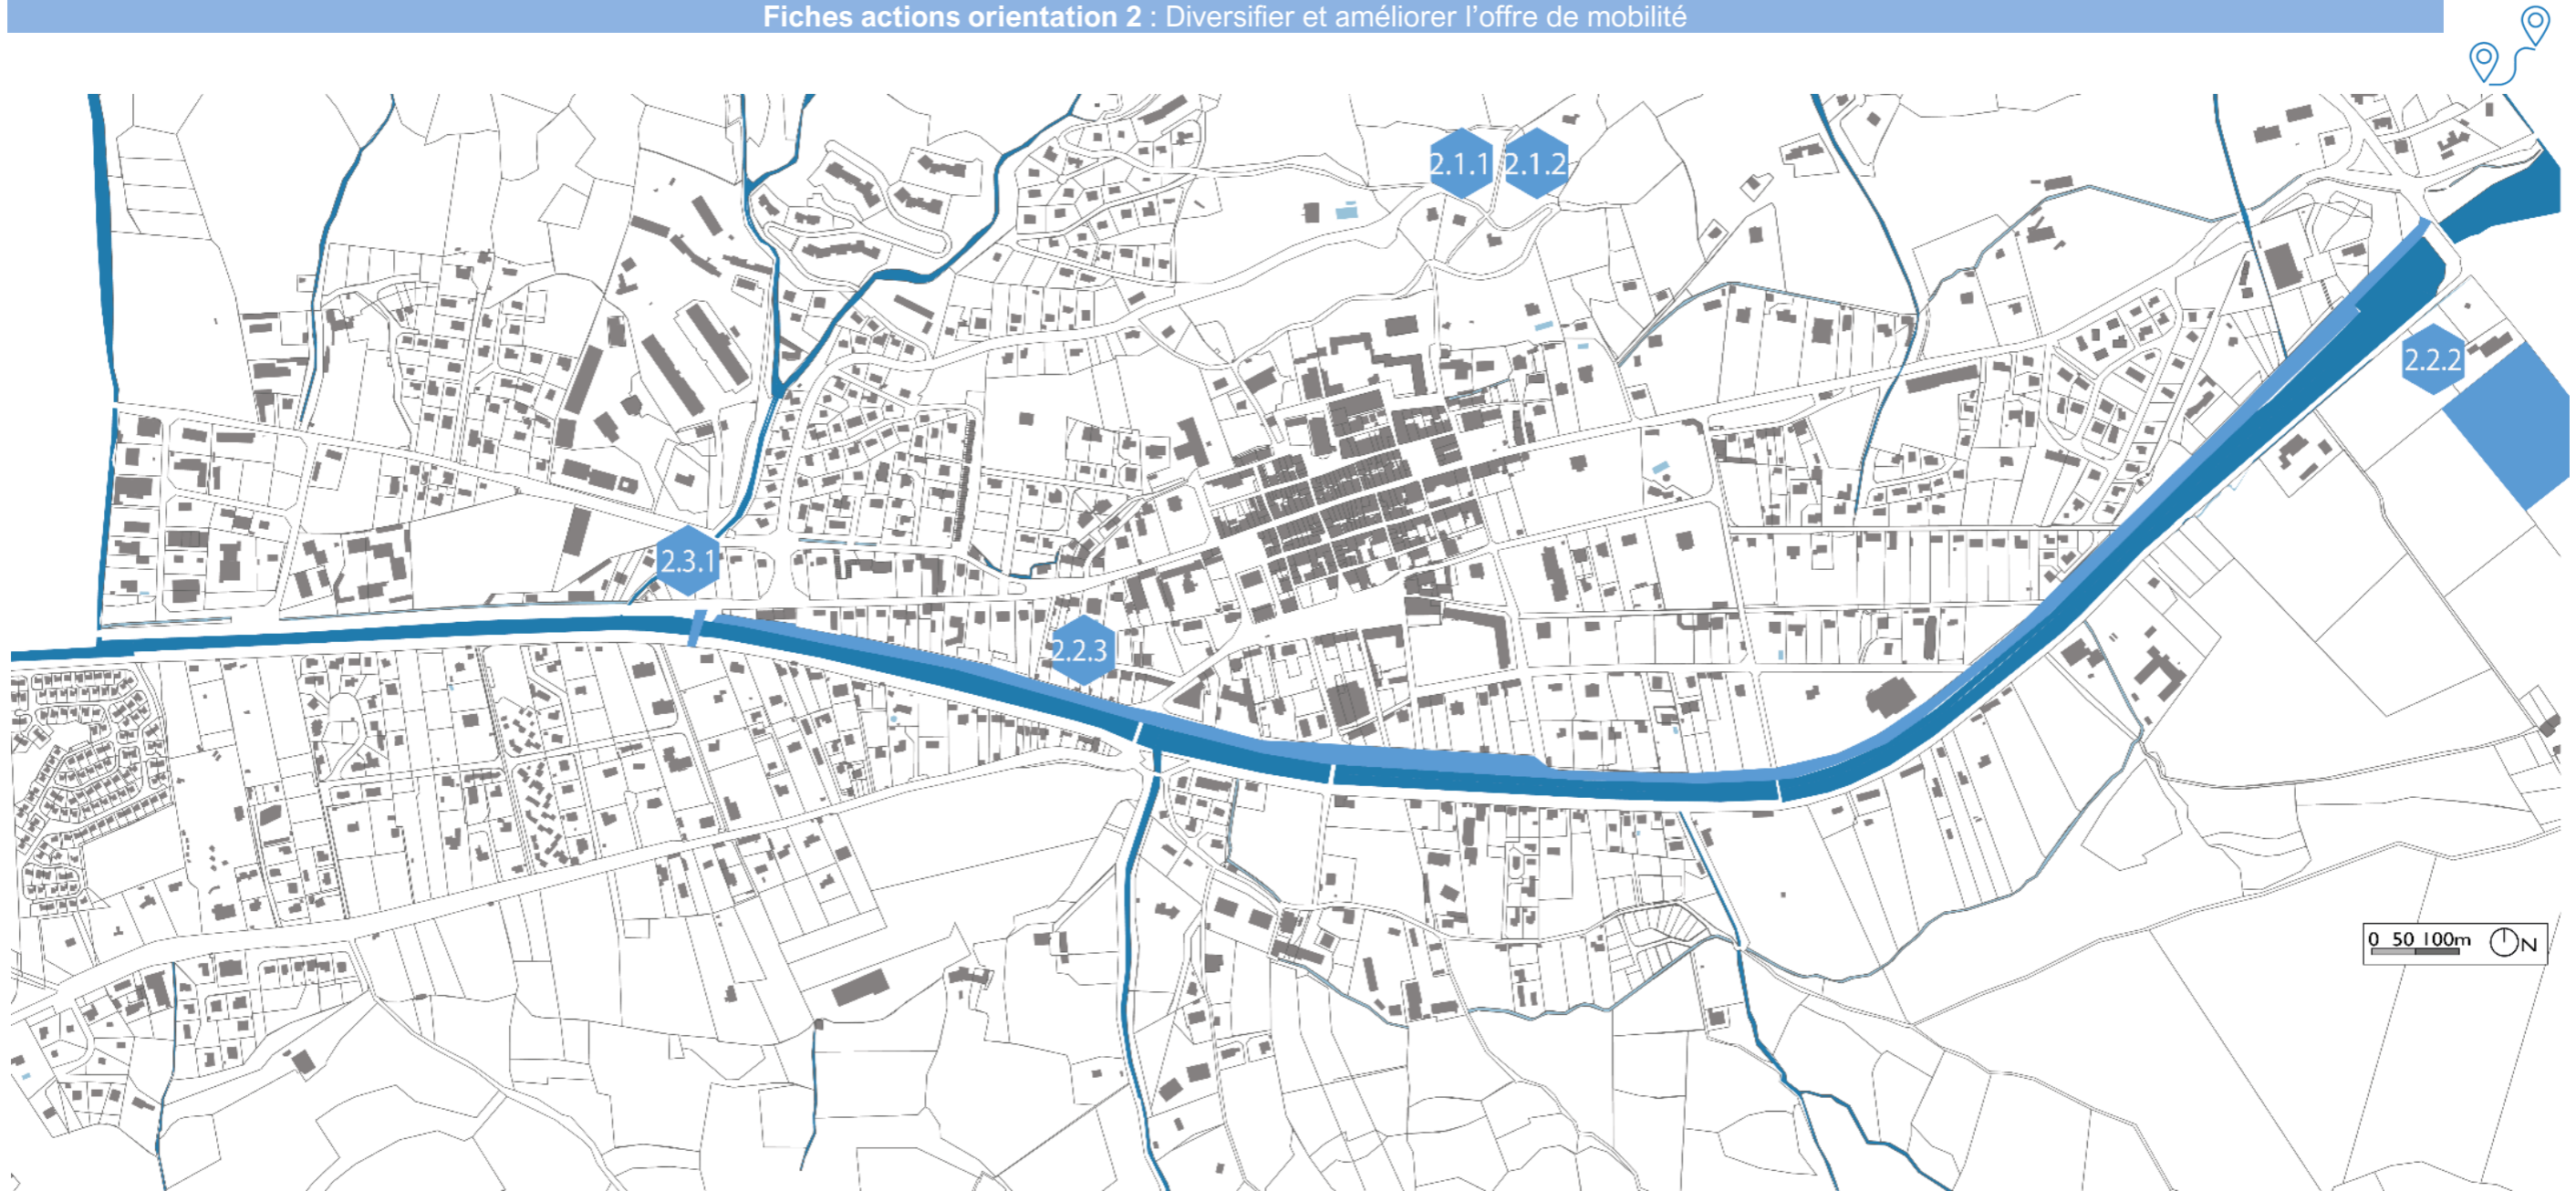 Fiches actions orientation 2 : Diversifier et améliorer l’offre de mobilité
2.1.1
2.1.2
2.2.2
2.3.1
2.2.3
0 50 100m N